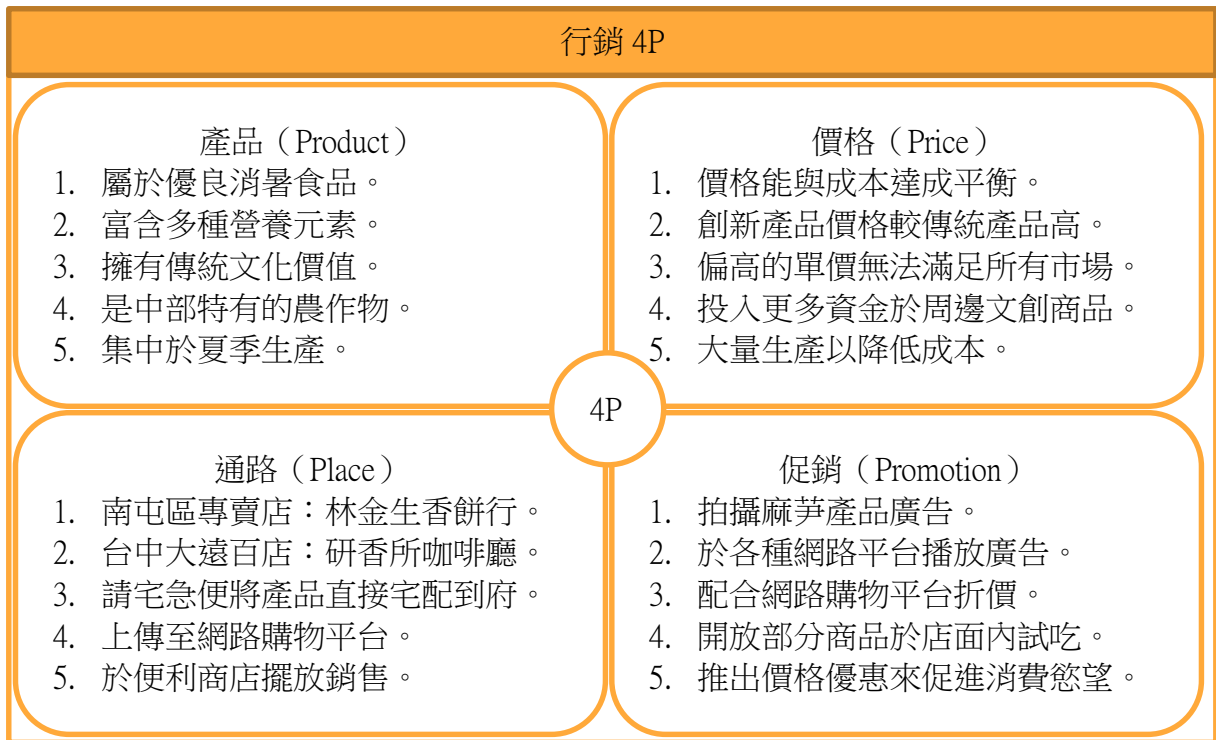 行銷 4P
產品（Product）
1. 屬於優良消暑食品。
2. 富含多種營養元素。
3. 擁有傳統文化價值。
4. 是中部特有的農作物。
5. 集中於夏季生產。
價格（Price）
1. 價格能與成本達成平衡。
2. 創新產品價格較傳統產品高。
3. 偏高的單價無法滿足所有市場。
4. 投入更多資金於周邊文創商品。
5. 大量生產以降低成本。
4P
通路（Place）
1. 南屯區專賣店：林金生香餅行。
2. 台中大遠百店：研香所咖啡廳。
3. 請宅急便將產品直接宅配到府。
4. 上傳至網路購物平台。
5. 於便利商店擺放銷售。
促銷（Promotion）
1. 拍攝麻芛產品廣告。
2. 於各種網路平台播放廣告。
3. 配合網路購物平台折價。
4. 開放部分商品於店面內試吃。
5. 推出價格優惠來促進消費慾望。